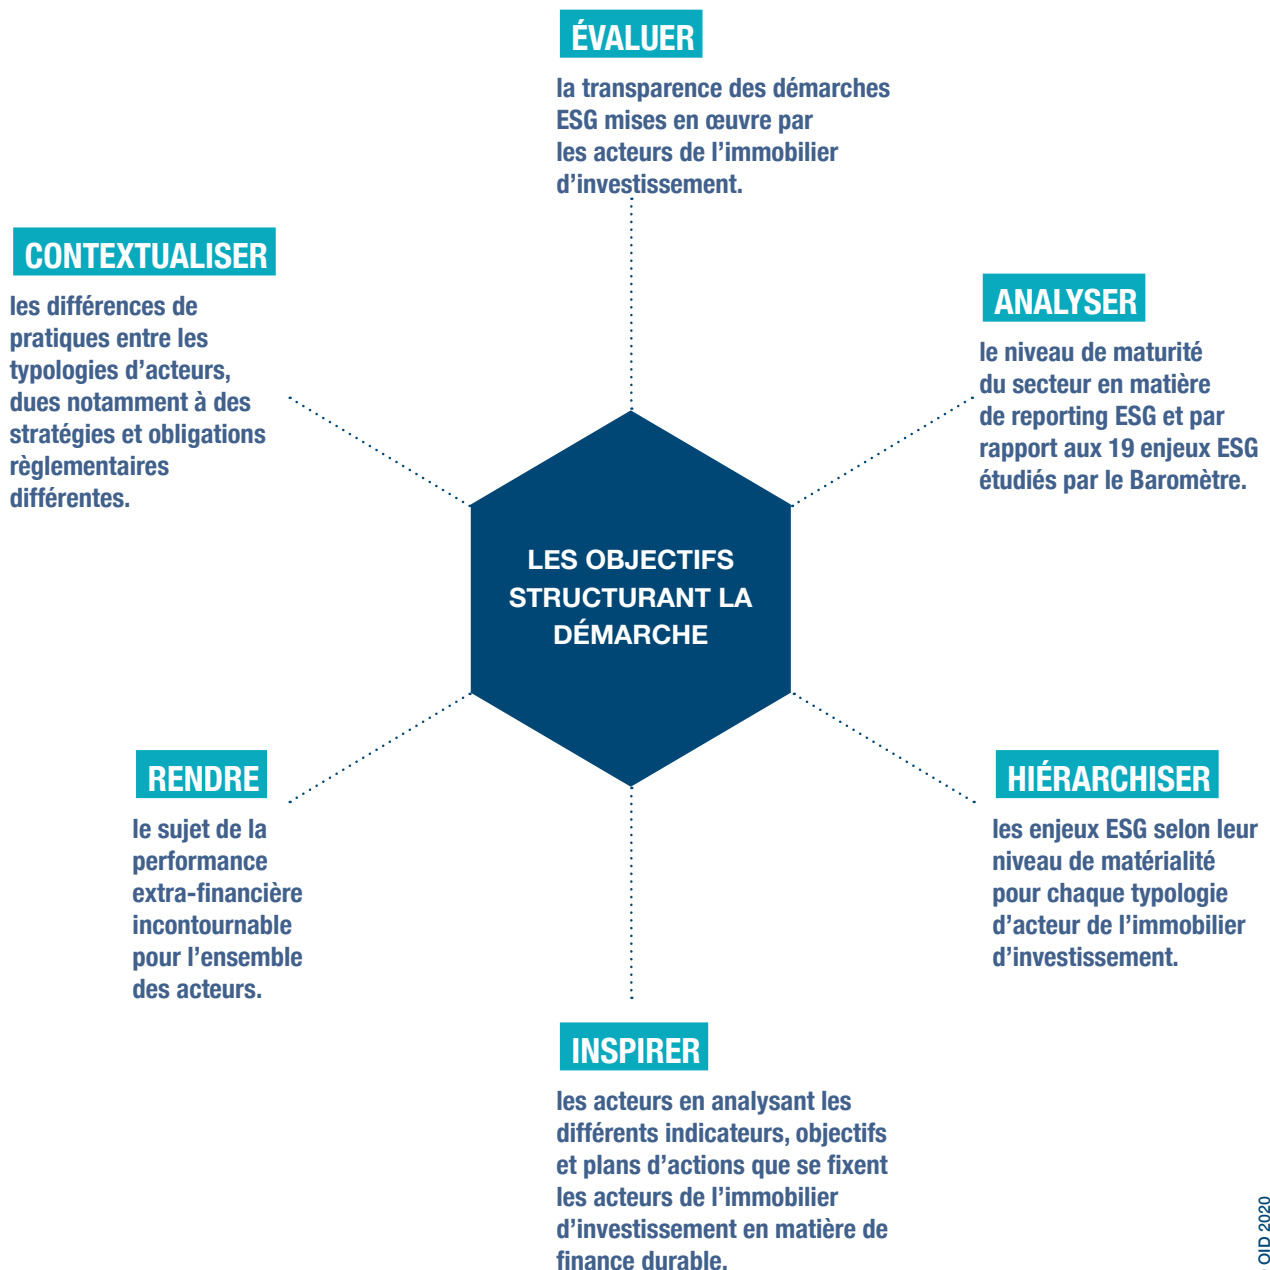 ÉVALUER
la transparence des démarches
ESG mises en œuvre par
les acteurs de l’immobilier
d’investissement.
CONTEXTUALISER
les différences de
pratiques entre les
typologies d’acteurs,
dues notamment à des
stratégies et obligations
règlementaires
différentes.
ANALYSER
le niveau de maturité
du secteur en matière
de reporting ESG et par
rapport aux 19 enjeux ESG
étudiés par le Baromètre.
LES OBJECTIFS
STRUCTURANT LA
DÉMARCHE
RENDRE
le sujet de la
performance
extra-financière
incontournable
pour l’ensemble
des acteurs.
HIÉRARCHISER
les enjeux ESG selon leur
niveau de matérialité
pour chaque typologie
d’acteur de l’immobilier
d’investissement.
INSPIRER
les acteurs en analysant les
différents indicateurs, objectifs
et plans d’actions que se fixent
les acteurs de l’immobilier
d’investissement en matière de
finance durable.
OID 2020